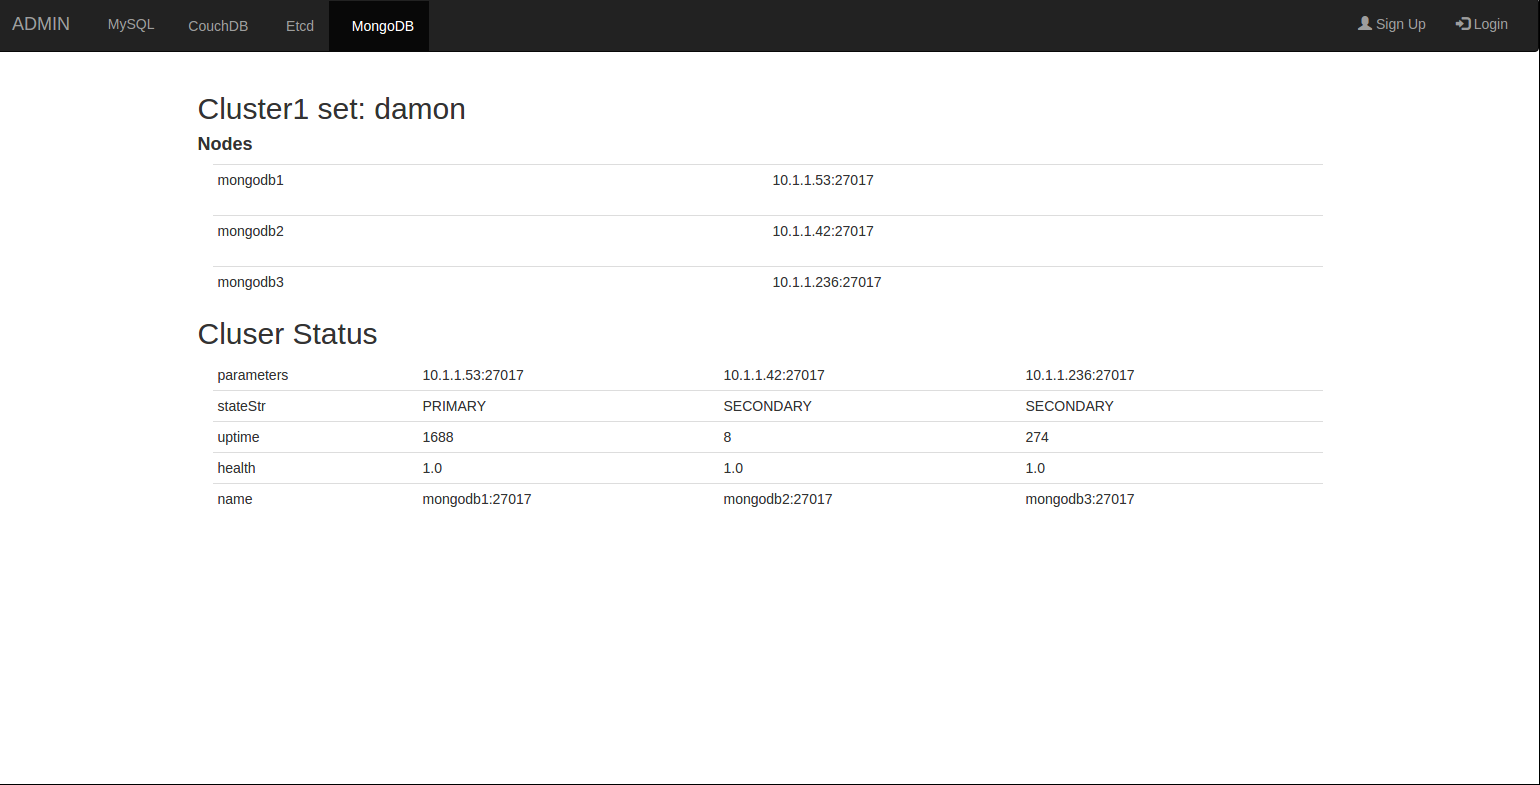 ADMIN MySQL CouchDB Etcd MongoDB Sign Up Login
Cluster1 set: damon
Nodes
mongodb1 10.1.1.53:27017
mongodb2 10.1.1.42:27017
mongodb3 10.1.1.236:27017
Cluser Status
parameters 10.1.1.53:27017 10.1.1.42:27017 10.1.1.236:27017
stateStr PRIMARY SECONDARY SECONDARY
uptime 1688 8 274
health 1.0 1.0 1.0
name mongodb1:27017 mongodb2:27017 mongodb3:27017